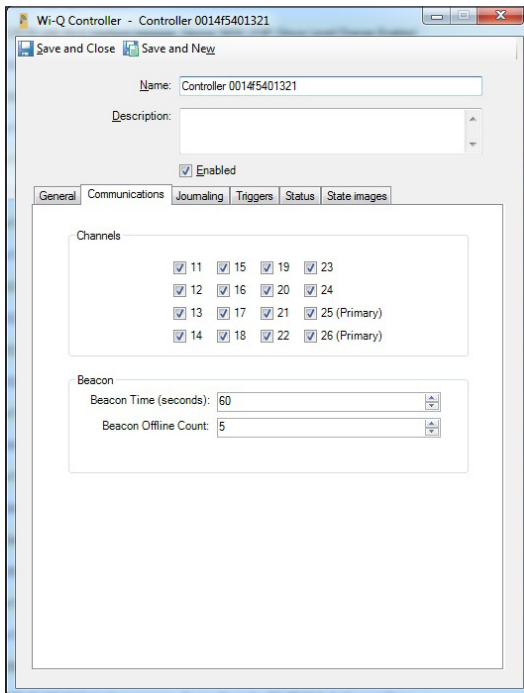 Wi-Q Controller - Controller 0014f5401321
Save and Close Save and New
Name: Controller 0014f5401321
Description:
Enabled
General Communications Journaling Triggers Status State images
Channels
11 15 19 23
12 16 20 24
13 17 21 25 (Primary)
14 18 22 26 (Primary)
Beacon
Beacon Time (seconds): 60
Beacon Offline Count: 5